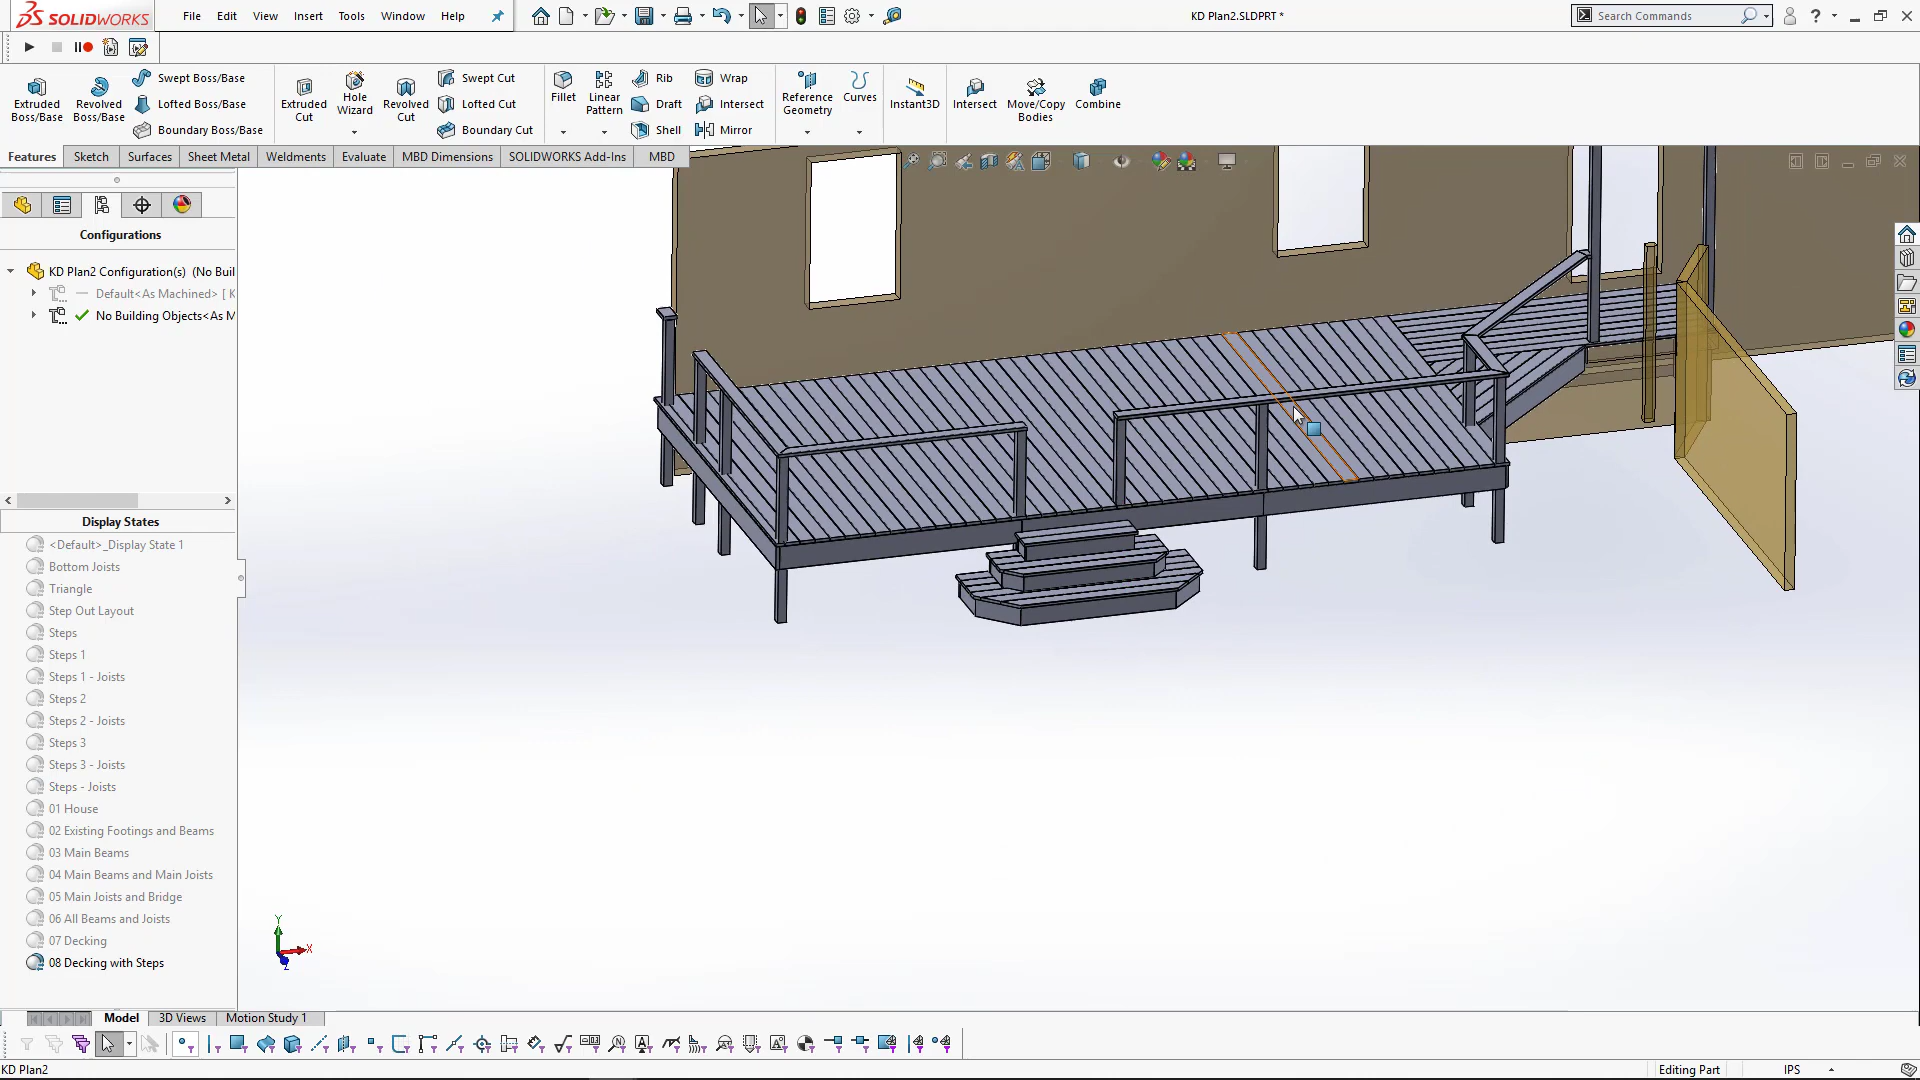 SOLIDWORKS File Edit View Insert Tools Window Help KD Plan2.SLDPRT * Search Commands ?
Extruded Boss/Base
Revolved Boss/Base
Swept Boss/Base
Lofted Boss/Base
Boundary Boss/Base
Extruded Cut
Hole Wizard
Revolved Cut
Swept Cut
Lofted Cut
Boundary Cut
Fillet
Linear Pattern
Rib
Draft
Shell
Wrap
Intersect
Mirror
Reference Geometry
Curves
Instant3D
Intersect
Move/Copy Bodies
Combine
Features Sketch Surfaces Sheet Metal Weldments Evaluate MBD Dimensions SOLIDWORKS Add-Ins MBD
Configurations
KD Plan2 Configuration(s) (No Buil
Default<As Machined> [ K
No Building Objects<As M
Display States
<Default>_Display State 1
Bottom Joists
Triangle
Step Out Layout
Steps
Steps 1
Steps 1 - Joists
Steps 2
Steps 2 - Joists
Steps 3
Steps 3 - Joists
Steps - Joists
01 House
02 Existing Footings and Beams
03 Main Beams
04 Main Beams and Main Joists
05 Main Joists and Bridge
06 All Beams and Joists
07 Decking
08 Decking with Steps
Y
X
Z
Model 3D Views Motion Study 1
KD Plan2 Editing Part IPS